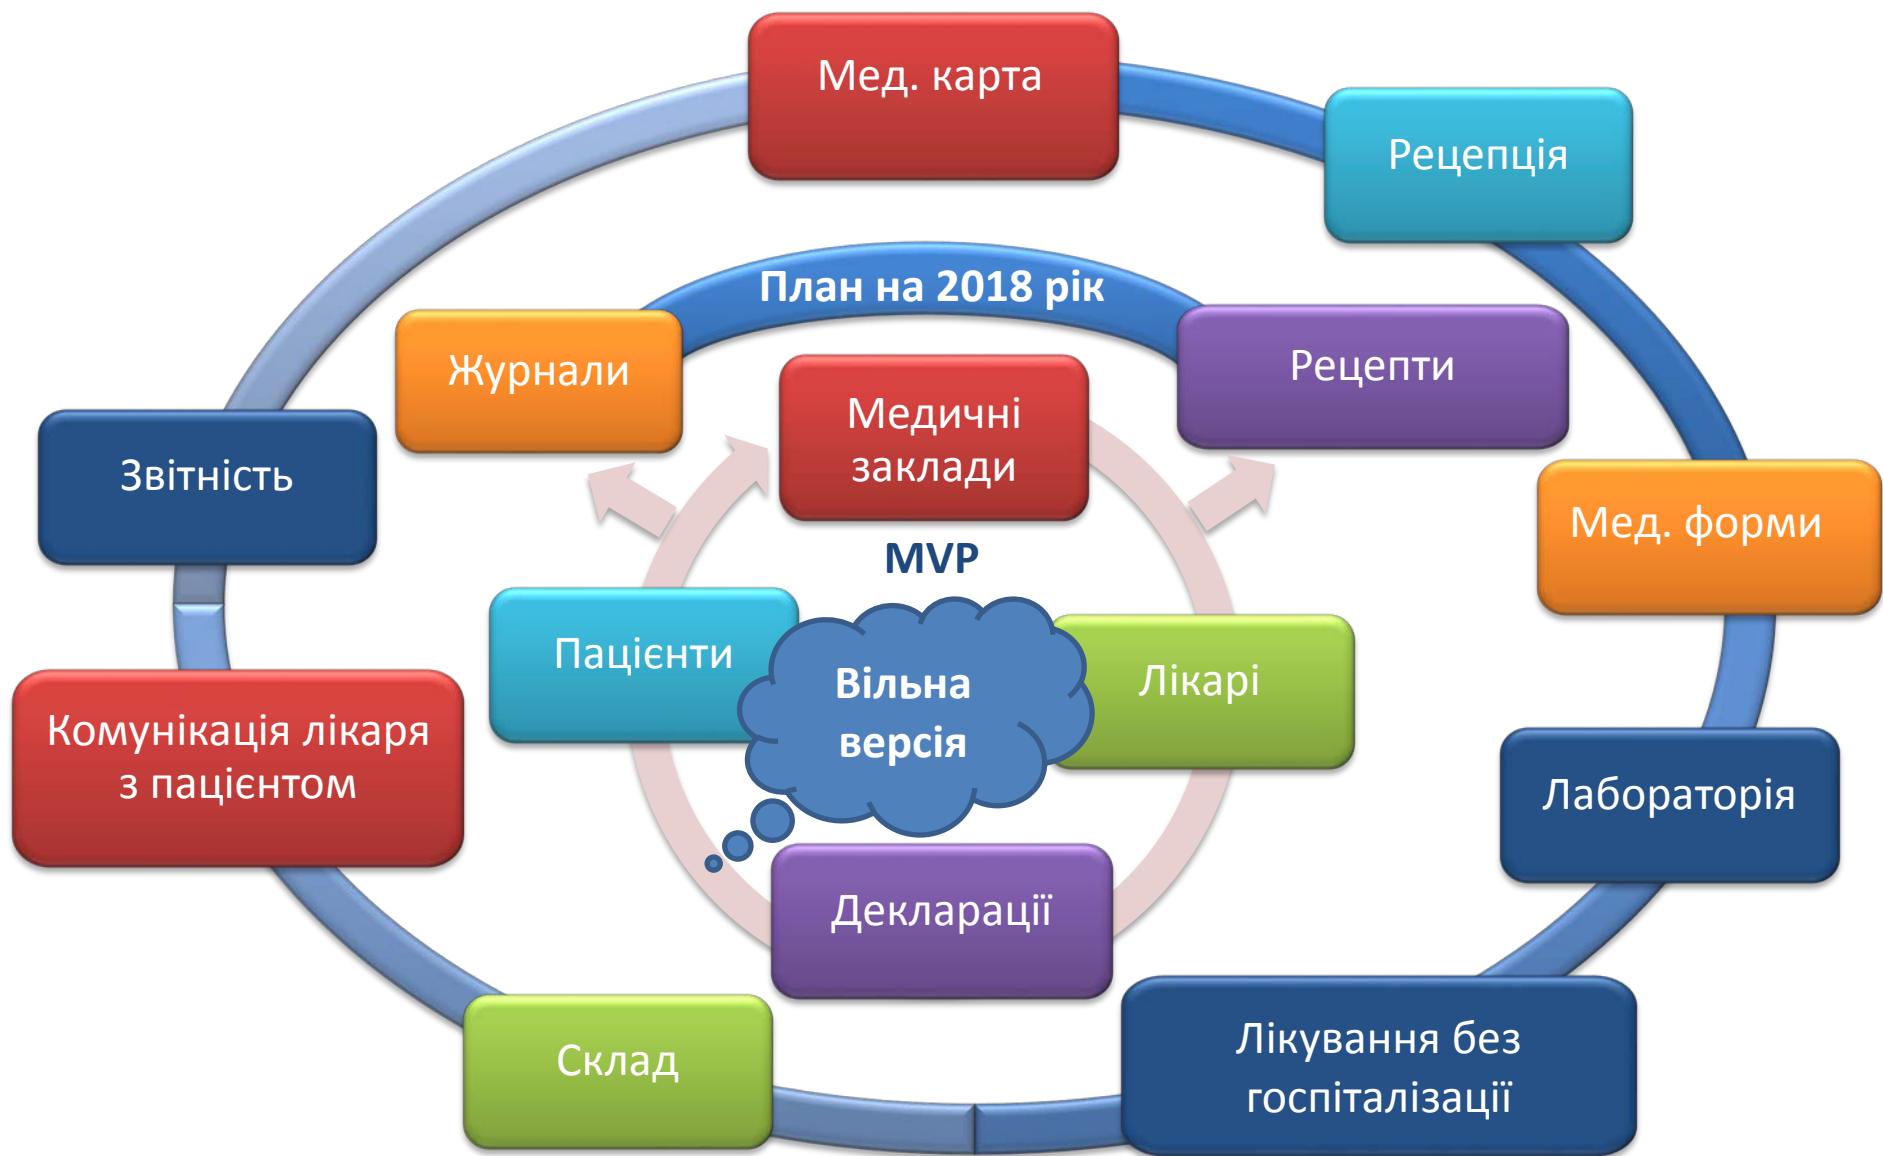 Мед. карта
Рецепція
План на 2018 рік
Журнали
Рецепти
Медичні
заклади
Звітність
Мед. форми
MVP
Пацієнти
Вільна
версія
Лікарі
Комунікація лікаря
з пацієнтом
Лабораторія
Декларації
Склад
Лікування без
госпіталізації